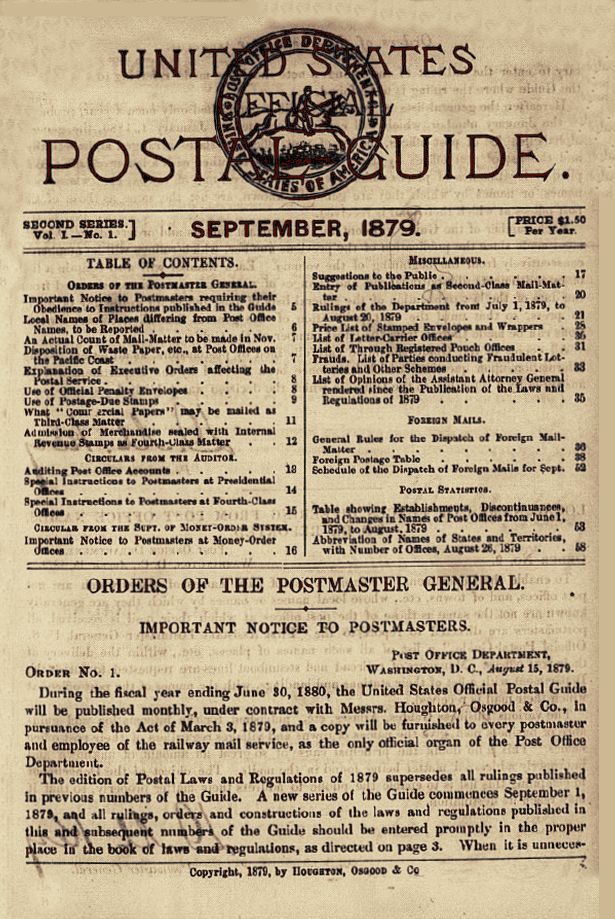 UNITED STATES
OFFICIAL
POSTAL GUIDE.
POST OFFICE DEPARTMENT
UNITED STATES OF AMERICA
SECOND SERIES.
Vol. I.—No. 1.]
SEPTEMBER, 1879.
[PRICE $1.50
Per Year.
TABLE OF CONTENTS.
ORDERS OF THE POSTMASTER GENERAL.
Important Notice to Postmasters requiring their
Obedience to Instructions published in the Guide 5
Local Names of Places differing from Post Office
Names, to be Reported . . . . . 6
An Actual Count of Mail-Matter to be made in Nov. 7
Disposition of Waste Paper, etc., at Post Offices on
the Pacific Coast . . . . . 7
Explanation of Executive Orders affecting the
Postal Service . . . . . 8
Use of Official Penalty Envelopes . . . 8
Use of Postage-Due Stamps . . . . 9
What "Commercial Papers" may be mailed as
Third-Class Matter . . . . . 11
Admission of Merchandise sealed with Internal
Revenue Stamps as Fourth-Class Matter . . 12
CIRCULARS FROM THE AUDITOR.
Auditing Post Office Accounts . . . . 13
Special Instructions to Postmasters at Presidential
Offices . . . . . 14
Special Instructions to Postmasters at Fourth-Class
Offices . . . . . 15
CIRCULAR FROM THE SUPT. OF MONEY-ORDER SYSTEM.
Important Notice to Postmasters at Money-Order
Offices . . . . . 16
MISCELLANEOUS.
Suggestions to the Public . . . . . 17
Entry of Publications as Second-Class Mail-Mat-
ter . . . . . 20
Rulings of the Department from July 1, 1879, to
August 20, 1879 . . . . . 21
Price List of Stamped Envelopes and Wrappers . 28
List of Letter-Carrier Offices . . . . 30
List of Through Registered Pouch Offices . . 31
Frauds. List of Parties conducting Fraudulent Lot-
teries and Other Schemes . . . . 33
List of Opinions of the Assistant Attorney General
rendered since the Publication of the Laws and
Regulations of 1879 . . . . . 35
FOREIGN MAILS.
General Rules for the Dispatch of Foreign Mail-
Matter . . . . . 36
Foreign Postage Table . . . . . 38
Schedule of the Dispatch of Foreign Mails for Sept. 52
POSTAL STATISTICS.
Table showing Establishments, Discontinuances,
and Changes in Names of Post Offices from June 1,
1879, to August, 1879 . . . . . 53
Abbreviation of Names of States and Territories,
with Number of Offices, August 26, 1879 . . 58
ORDERS OF THE POSTMASTER GENERAL.
IMPORTANT NOTICE TO POSTMASTERS.
POST OFFICE DEPARTMENT,
ORDER NO. 1. WASHINGTON, D. C., August 15, 1879.
During the fiscal year ending June 30, 1880, the United States Official Postal Guide
will be published monthly, under contract with Messrs. Houghton, Osgood & Co., in
pursuance of the Act of March 3, 1879, and a copy will be furnished to every postmaster
and employee of the railway mail service, as the only official organ of the Post Office
Department.
The edition of Postal Laws and Regulations of 1879 supersedes all rulings published
in previous numbers of the Guide. A new series of the Guide commences September 1,
1879, and all rulings, orders and constructions of the laws and regulations published in
this and subsequent numbers of the Guide should be entered promptly in the proper
place in the book of laws and regulations, as directed on page 3. When it is unneces-
Copyright, 1879, by HOUGHTON, OSGOOD & Co